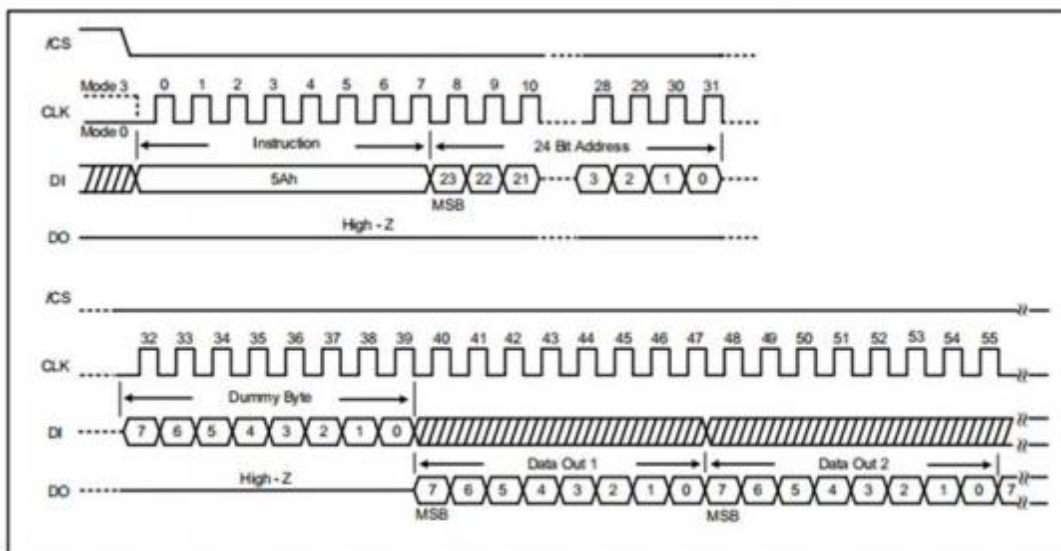 /CS
Mode 3 0 1 2 3 4 5 6 7 8 9 10 28 29 30 31
CLK
Mode 0
Instruction 24 Bit Address
DI 5Ah 23 22 21 3 2 1 0
MSB
High - Z
DO
/CS
32 33 34 35 36 37 38 39 40 41 42 43 44 45 46 47 48 49 50 51 52 53 54 55
CLK
Dummy Byte
DI 7 6 5 4 3 2 1 0
Data Out 1 Data Out 2
High - Z
DO 7 6 5 4 3 2 1 0 7 6 5 4 3 2 1 0 7
MSB MSB